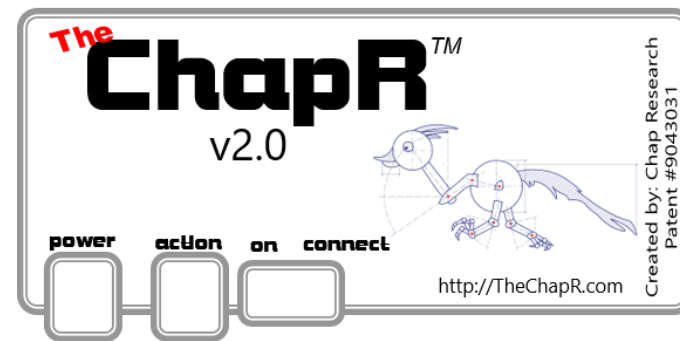 The
ChapR™
v2.0
power action on connect
http://TheChapR.com
Created by: Chap Research
Patent #9043031